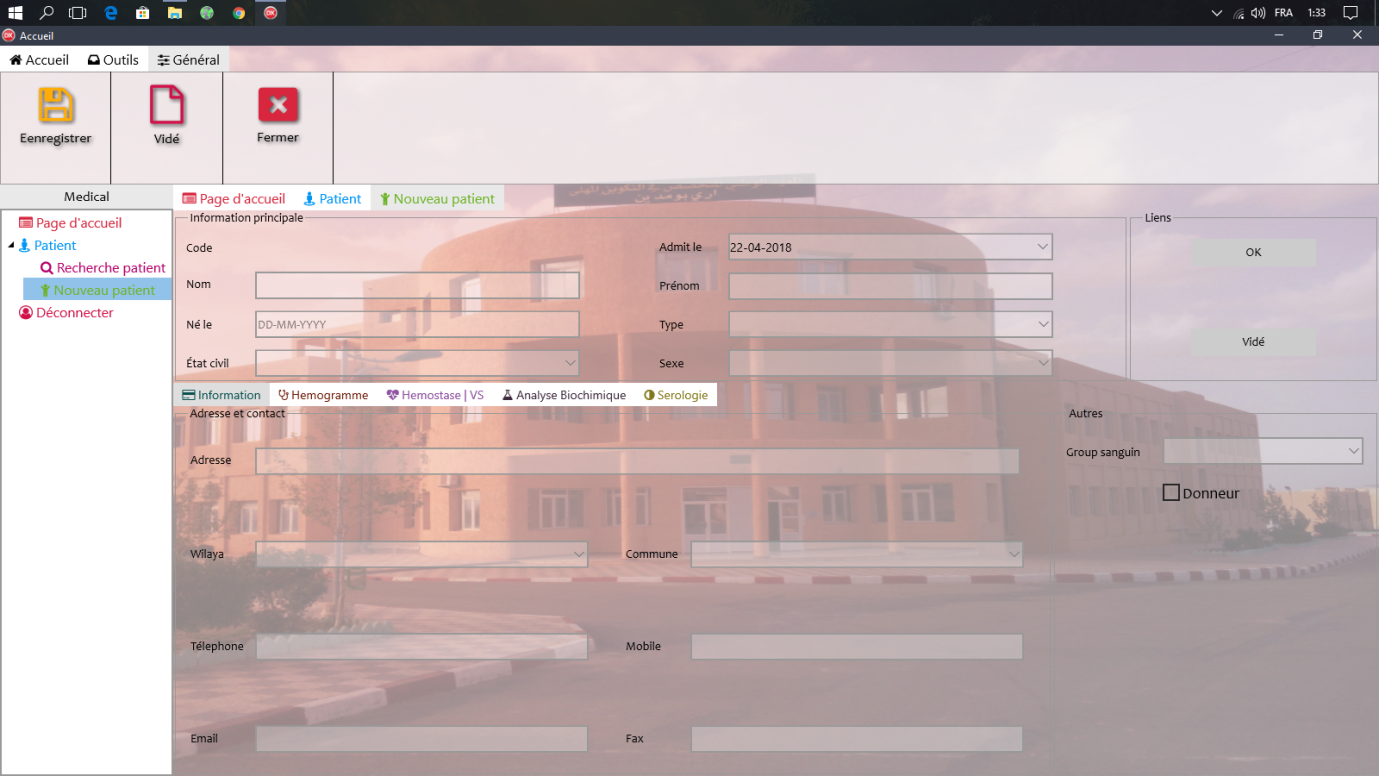 FRA 1:33
Accueil
Accueil Outils Général
Eenregistrer Vidé Fermer
Medical
Page d'accueil
Patient
Recherche patient
Nouveau patient
Déconnecter
Page d'accueil Patient Nouveau patient
Information principale
Code Admit le 22-04-2018
Nom Prénom
Né le DD-MM-YYYY Type
État civil Sexe
Liens
OK
Vidé
Information Hemogramme Hemostase | VS Analyse Biochimique Serologie
Adresse et contact
Adresse
Wilaya Commune
Télephone Mobile
Email Fax
Autres
Group sanguin
Donneur